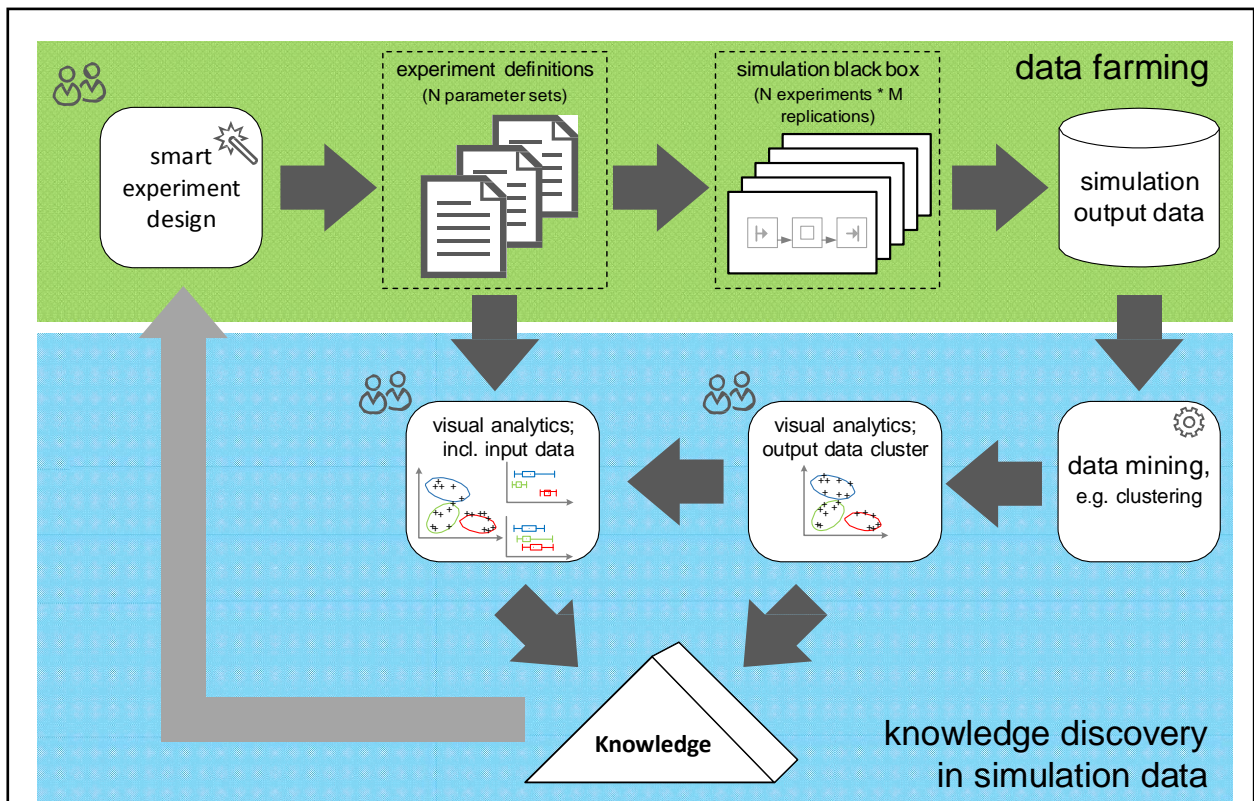 data farming
smart
experiment
design
experiment definitions
(N parameter sets)
simulation black box
(N experiments * M
replications)
simulation
output data
visual analytics;
incl. input data
visual analytics;
output data cluster
data mining,
e.g. clustering
Knowledge
knowledge discovery
in simulation data